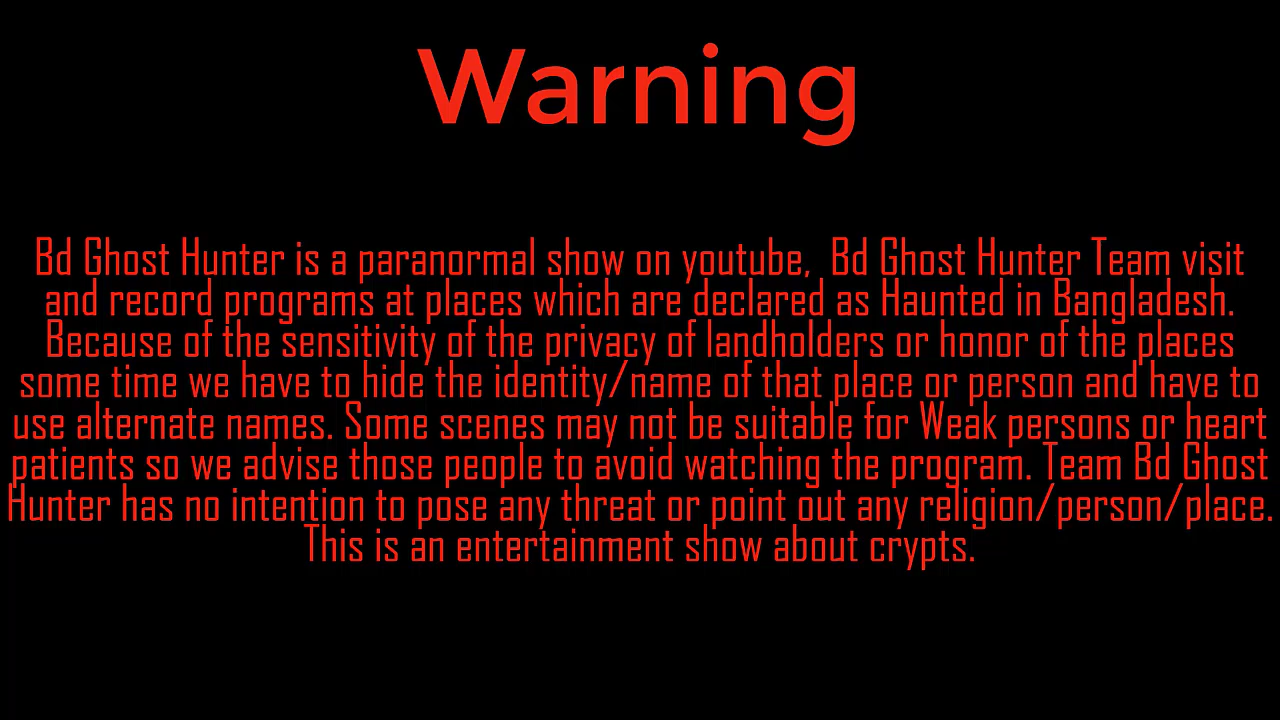 Warning
Bd Ghost Hunter is a paranormal show on youtube, Bd Ghost Hunter Team visit
and record programs at places which are declared as Haunted in Bangladesh.
Because of the sensitivity of the privacy of landholders or honor of the places
some time we have to hide the identity/name of that place or person and have to
use alternate names. Some scenes may not be suitable for Weak persons or heart
patients so we advise those people to avoid watching the program. Team Bd Ghost
Hunter has no intention to pose any threat or point out any religion/person/place.
This is an entertainment show about crypts.